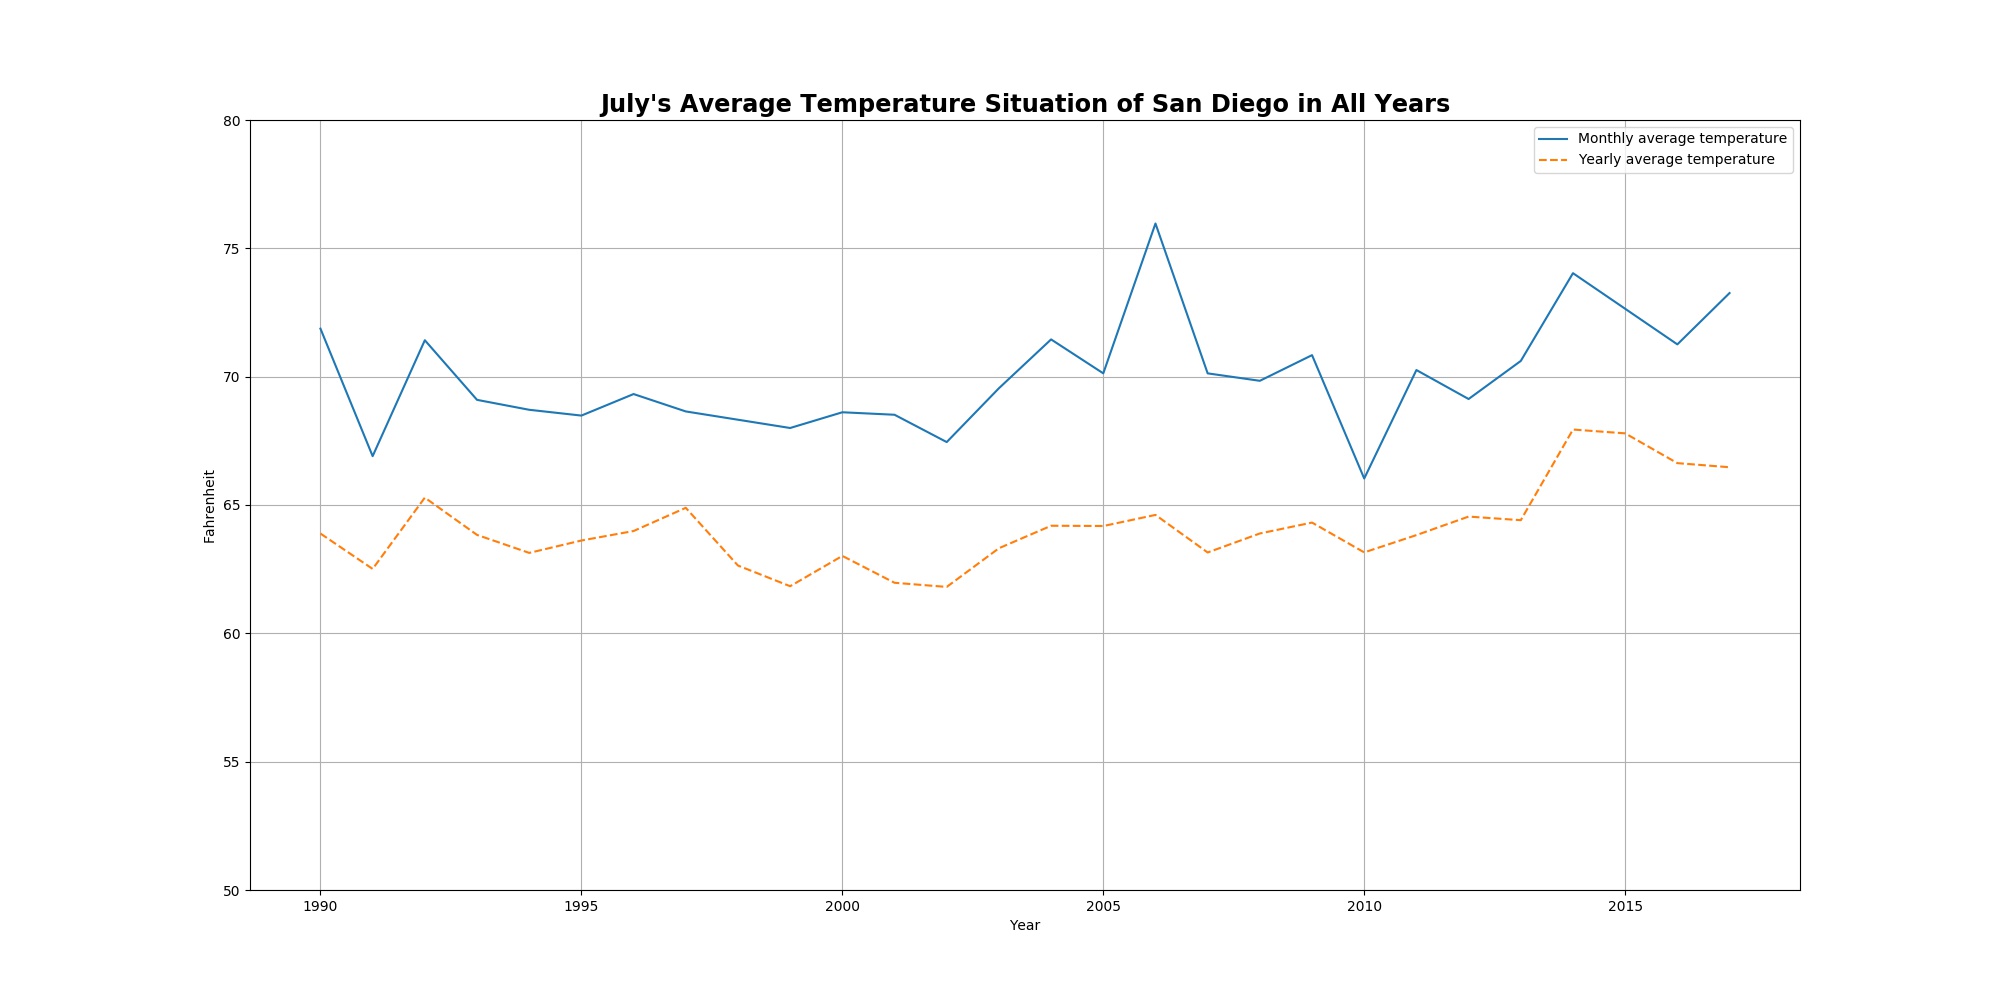 July's Average Temperature Situation of San Diego in All Years
80
75
70
65
60
55
50
Fahrenheit
Monthly average temperature
Yearly average temperature
1990 1995 2000 2005 2010 2015
Year